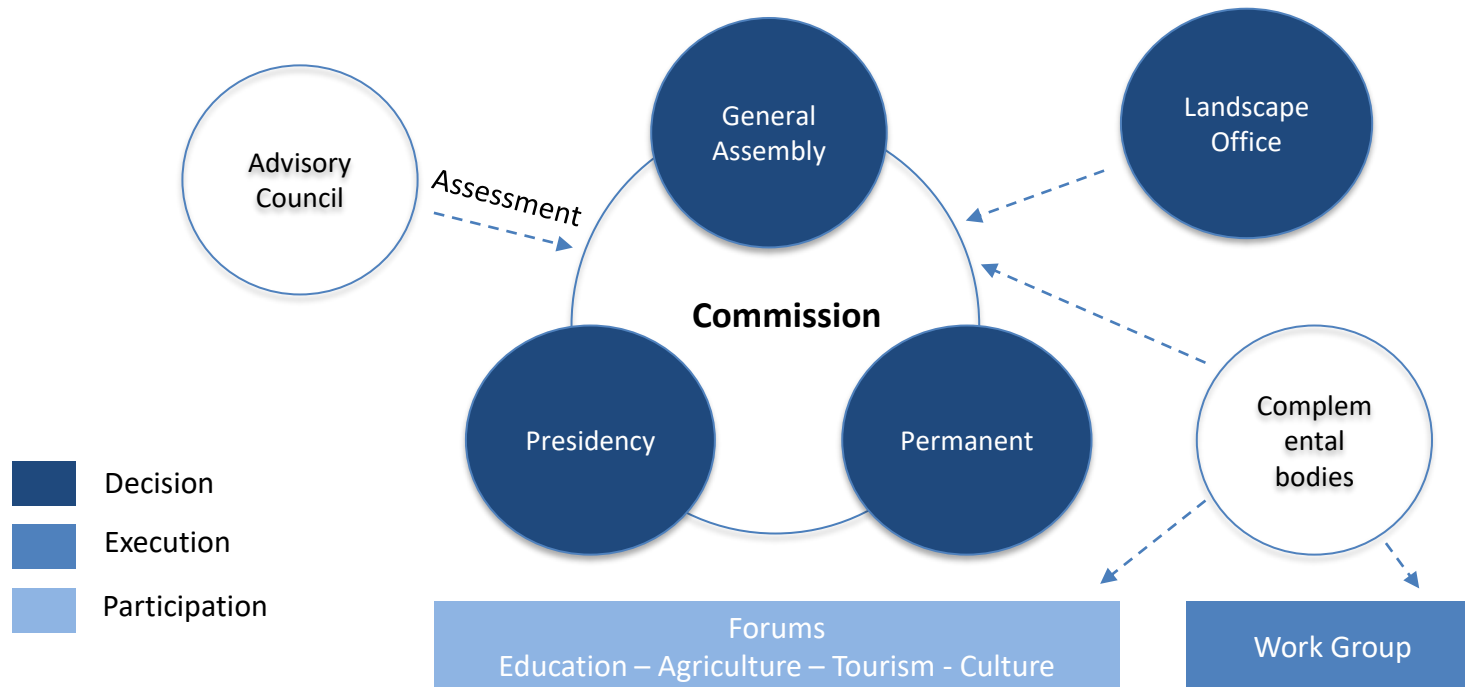 General
Assembly
Landscape
Office
Advisory
Council
Assessment
Commission
Presidency
Permanent
Complem
ental
bodies
Decision
Execution
Participation
Forums
Education – Agriculture – Tourism - Culture
Work Group